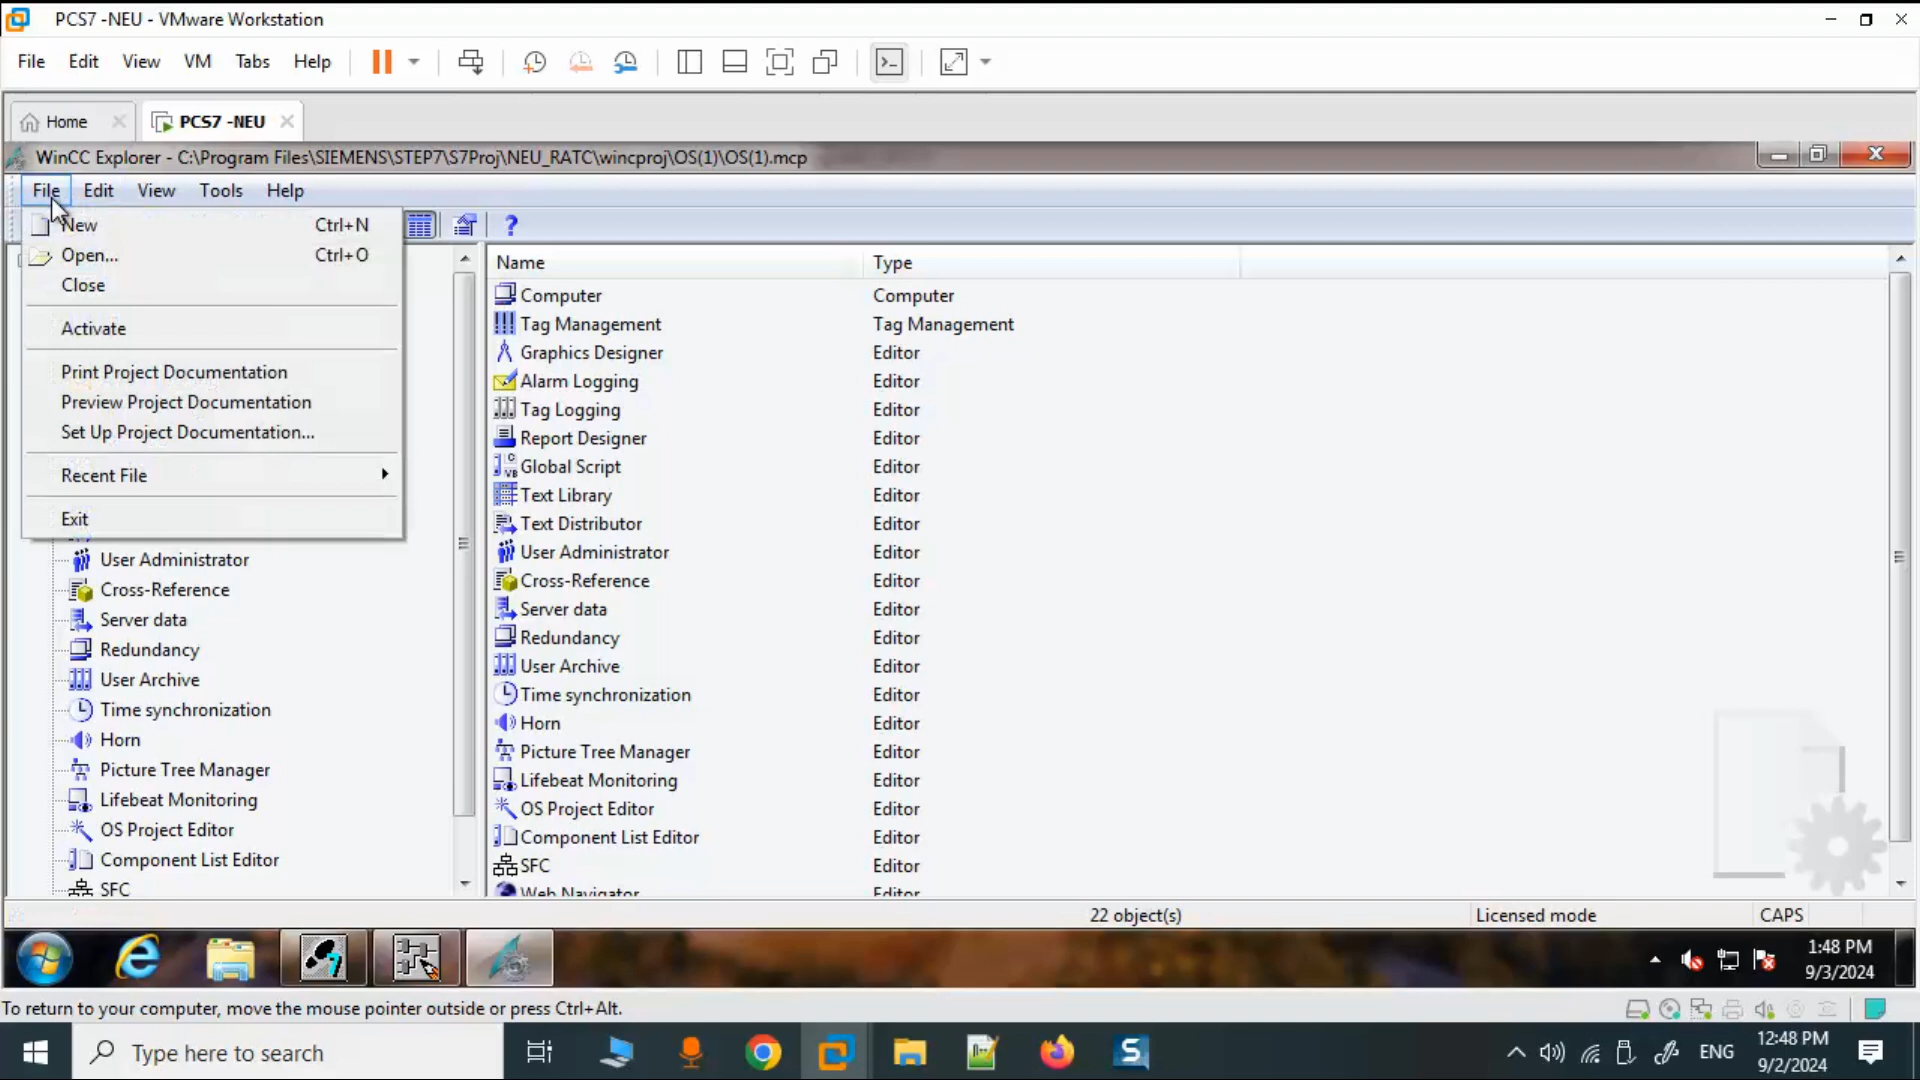 PCS7 -NEU - VMware Workstation
File Edit View VM Tabs Help
Home PCS7 -NEU
WinCC Explorer - C:\Program Files\SIEMENS\STEP7\S7Proj\NEU_RATC\wincproj\OS(1)\OS(1).mcp
File Edit View Tools Help
New Ctrl+N
Open... Ctrl+O
Close
Activate
Print Project Documentation
Preview Project Documentation
Set Up Project Documentation...
Recent File
Exit
User Administrator
Cross-Reference
Server data
Redundancy
User Archive
Time synchronization
Horn
Picture Tree Manager
Lifebeat Monitoring
OS Project Editor
Component List Editor
SFC
Name Type
Computer Computer
Tag Management Tag Management
Graphics Designer Editor
Alarm Logging Editor
Tag Logging Editor
Report Designer Editor
Global Script Editor
Text Library Editor
Text Distributor Editor
User Administrator Editor
Cross-Reference Editor
Server data Editor
Redundancy Editor
User Archive Editor
Time synchronization Editor
Horn Editor
Picture Tree Manager Editor
Lifebeat Monitoring Editor
OS Project Editor Editor
Component List Editor Editor
SFC Editor
Web Navigator Editor
22 object(s) Licensed mode CAPS
1:48 PM
9/3/2024
To return to your computer, move the mouse pointer outside or press Ctrl+Alt.
Type here to search
ENG
12:48 PM
9/2/2024